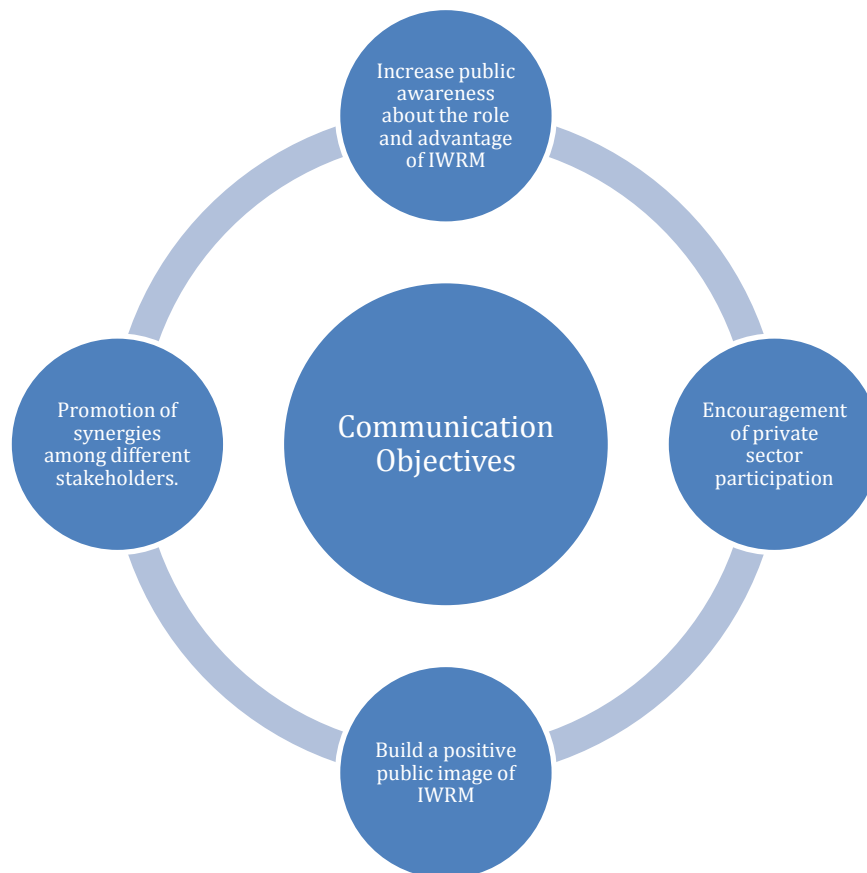 Increase public
awareness
about the role
and advantage
of IWRM
Promotion of
synergies
among different
stakeholders.
Communication
Objectives
Encouragement
of private
sector
participation
Build a positive
public image of
IWRM